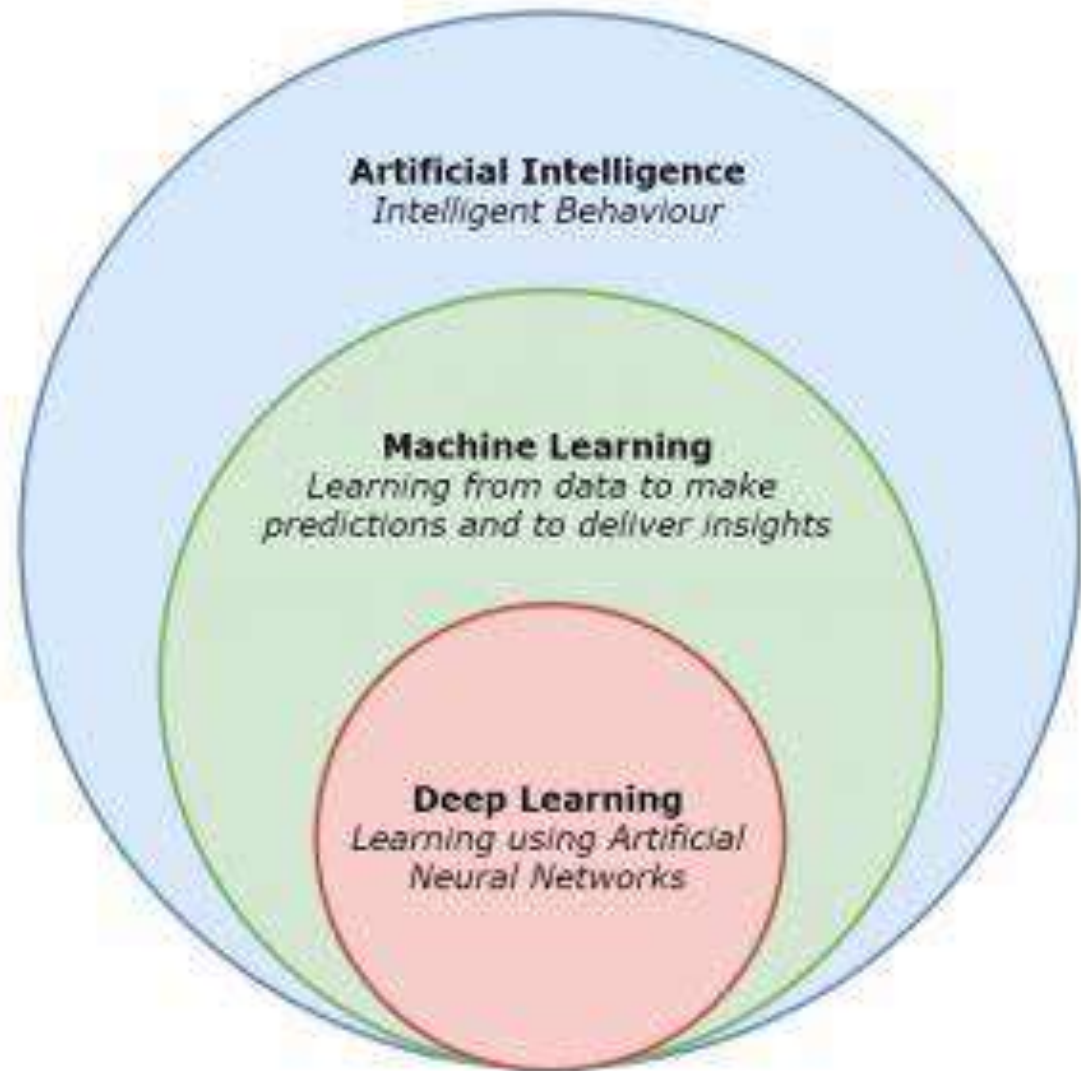 Artificial Intelligence
Intelligent Behaviour
Machine Learning
Learning from data to make
predictions and to deliver insights
Deep Learning
Learning using Artificial
Neural Networks